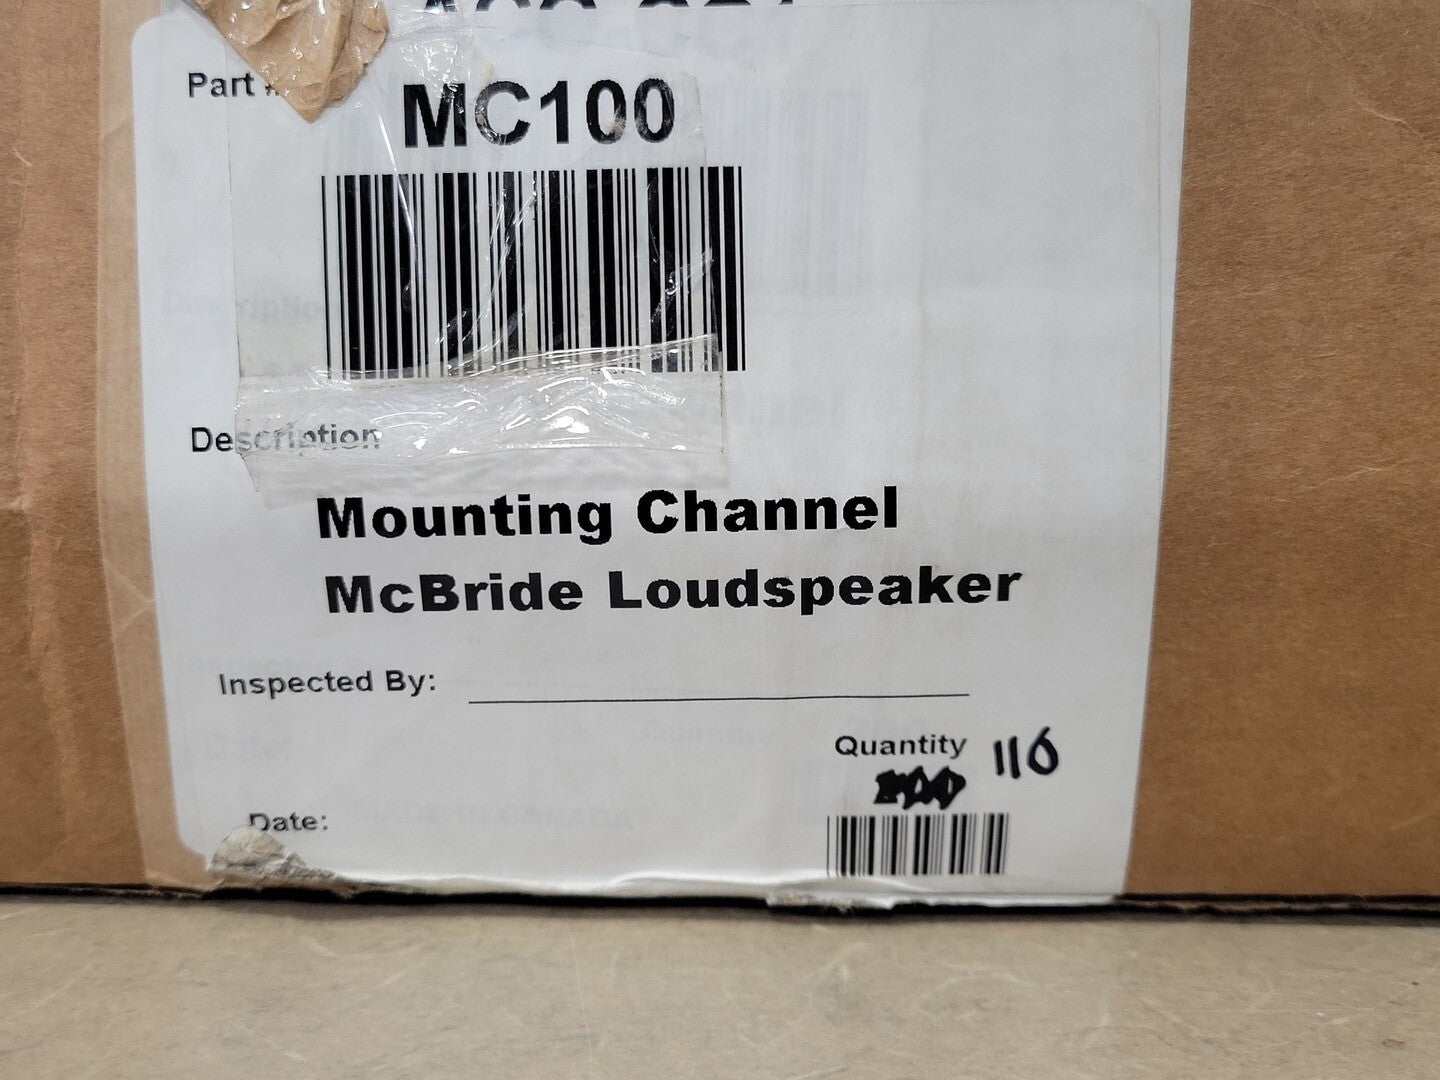 Part #
MC100
Description
Mounting Channel
McBride Loudspeaker
Inspected By:
Quantity 110
Date: